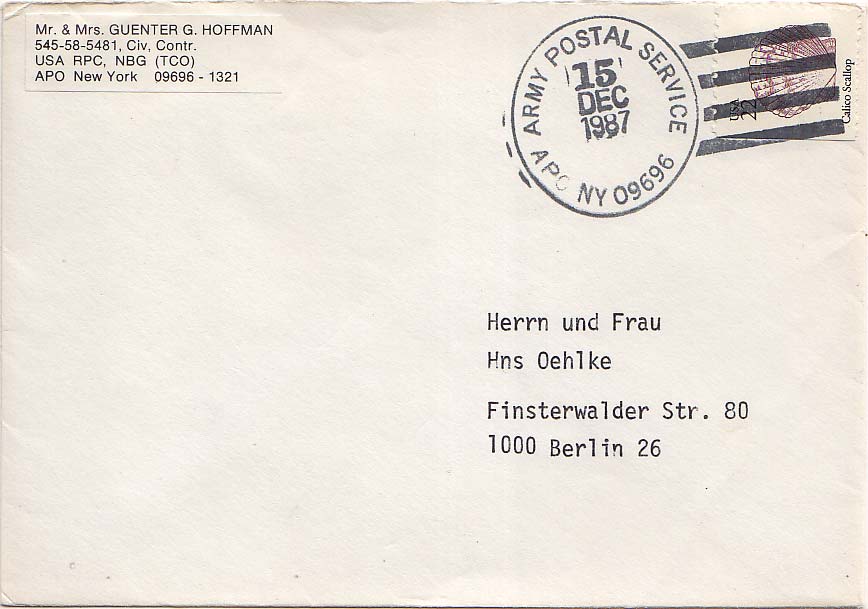 Mr. & Mrs. GUENTER G. HOFFMAN
545-58-5481, Civ, Contr.
USA RPC, NBG (TCO)
APO New York 09696 - 1321
ARMY POSTAL SERVICE
15
DEC
1987
APO NY 09696
USA
22
Calico Scallop
Herrn und Frau
Hns Oehlke
Finsterwalder Str. 80
1000 Berlin 26